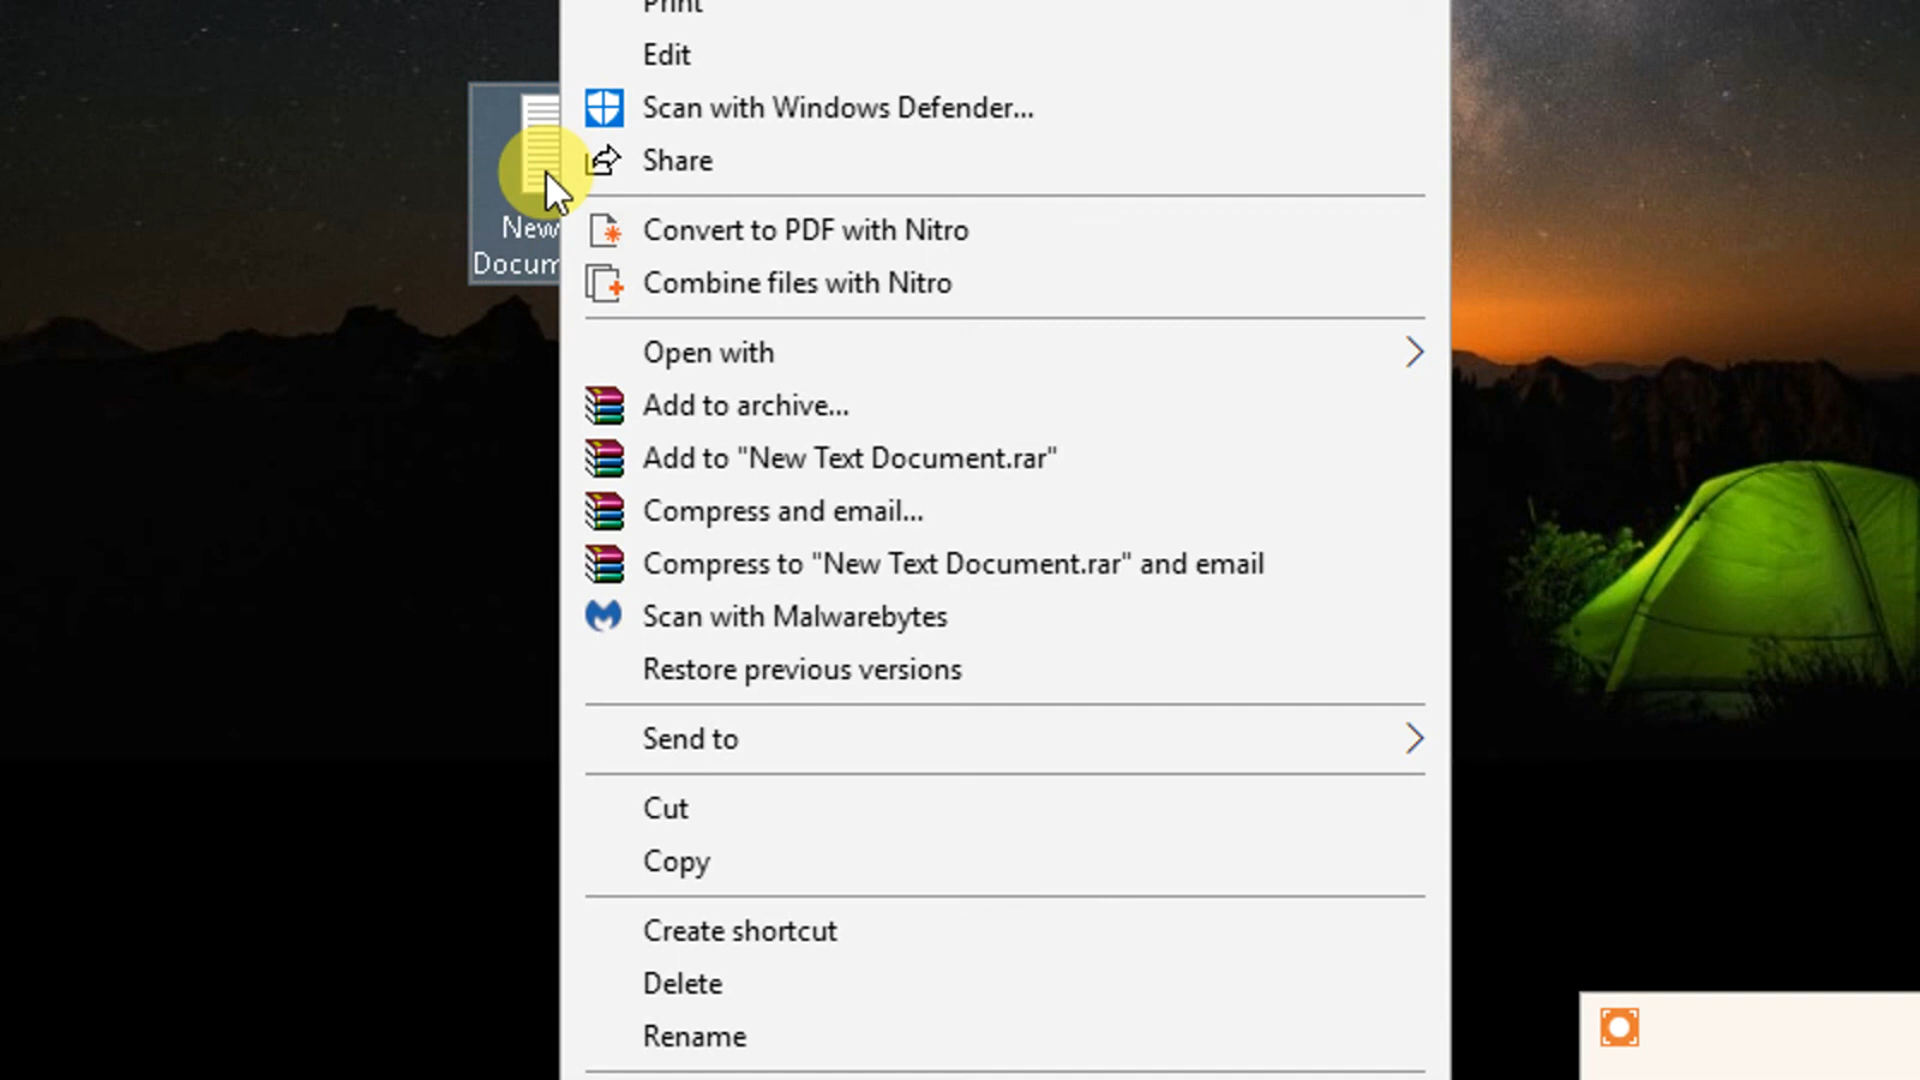 Print
Edit
Scan with Windows Defender...
Share
New
Docum
Convert to PDF with Nitro
Combine files with Nitro
Open with
Add to archive...
Add to "New Text Document.rar"
Compress and email...
Compress to "New Text Document.rar" and email
Scan with Malwarebytes
Restore previous versions
Send to
Cut
Copy
Create shortcut
Delete
Rename